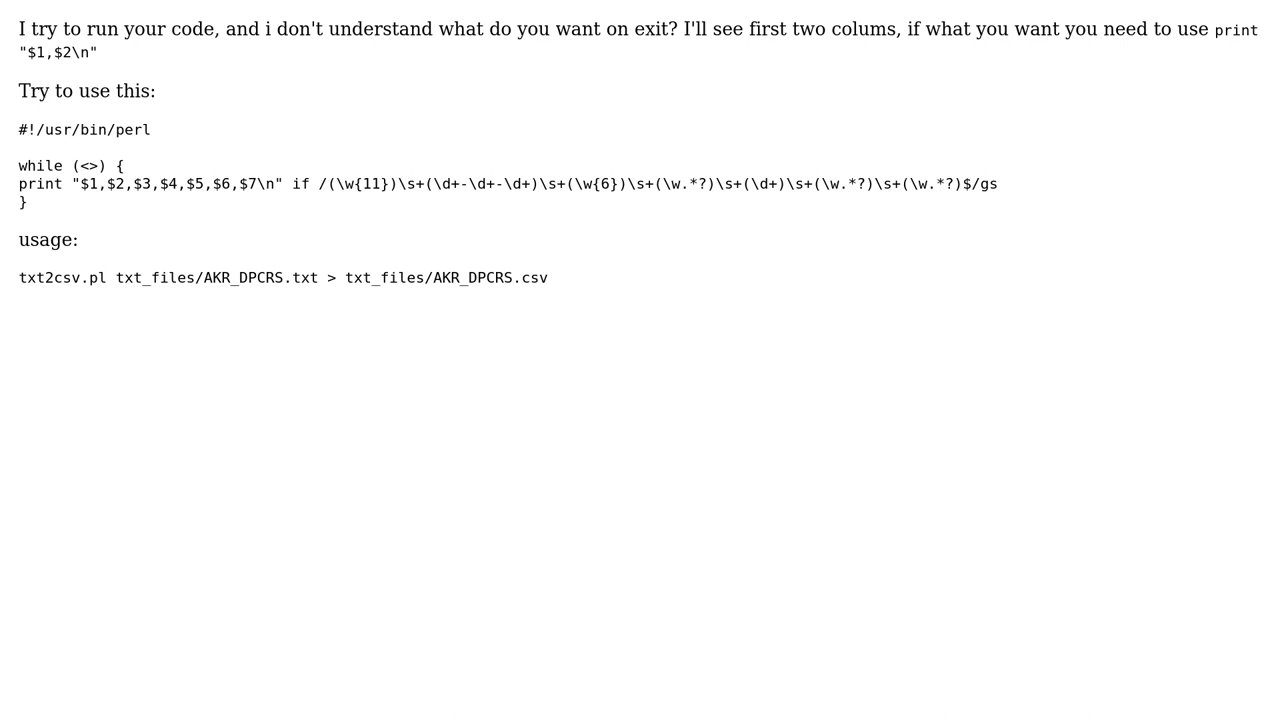 I try to run your code, and i don't understand what do you want on exit? I'll see first two colums, if what you want you need to use print
"$1,$2\n"
Try to use this:
#!/usr/bin/perl
while (<>) {
print "$1,$2,$3,$4,$5,$6,$7\n" if /(\w{11})\s+(\d+-\d+-\d+)\s+(\w{6})\s+(\w.*?)\s+(\d+)\s+(\w.*?)\s+(\w.*?)$/gs
}
usage:
txt2csv.pl txt_files/AKR_DPCRS.txt > txt_files/AKR_DPCRS.csv